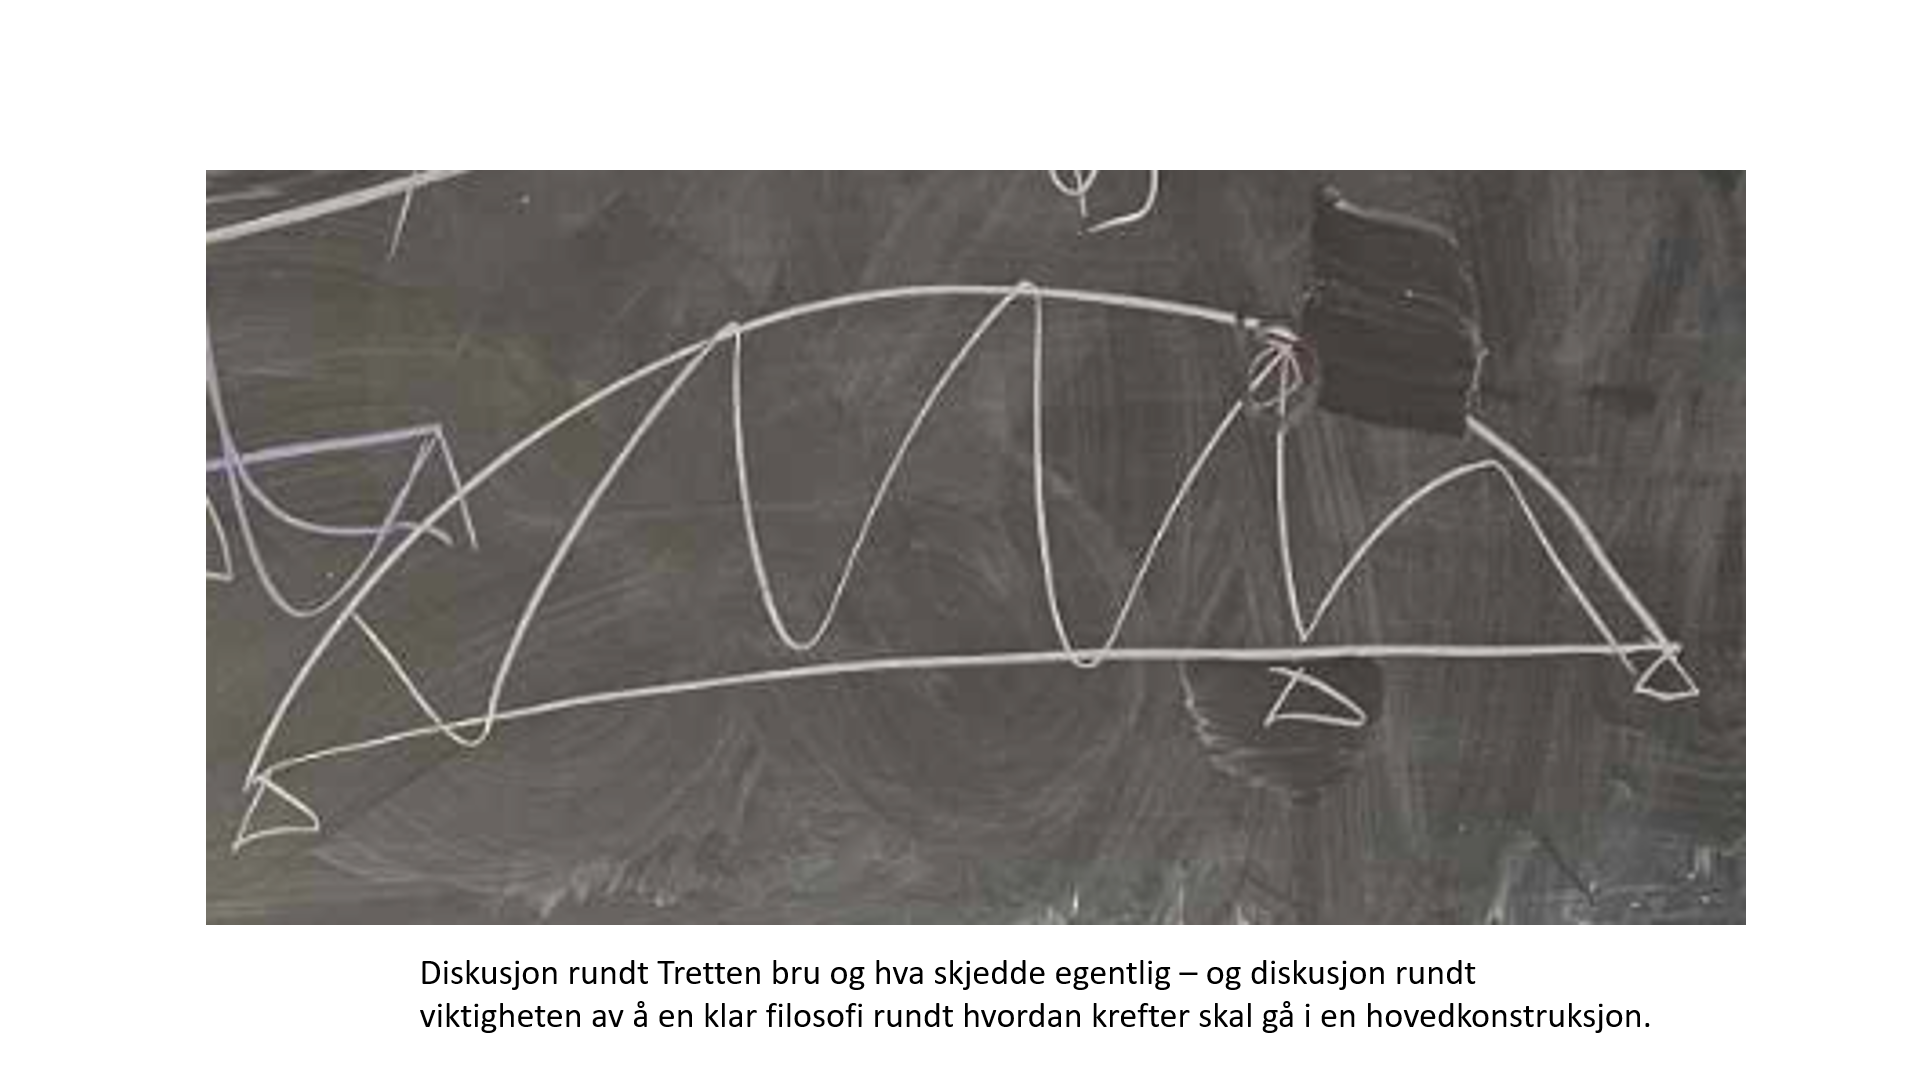 Diskusjon rundt Tretten bru og hva skjedde egentlig – og diskusjon rundt
viktigheten av å en klar filosofi rundt hvordan krefter skal gå i en hovedkonstruksjon.